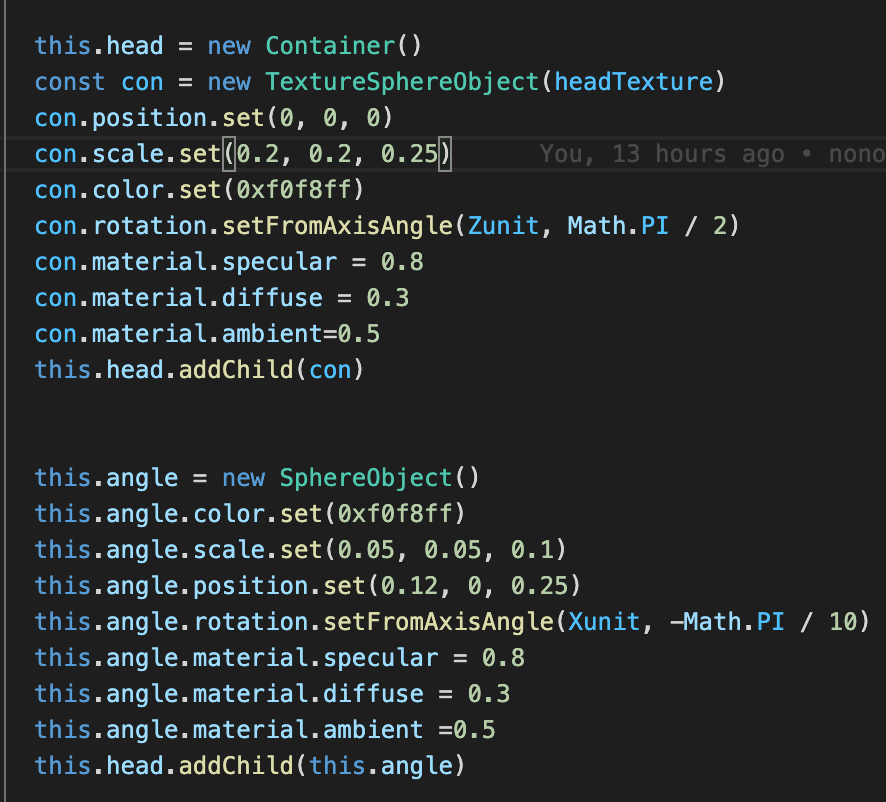 this.head = new Container()
const con = new TextureSphereObject(headTexture)
con.position.set(0, 0, 0)
con.scale.set(0.2, 0.2, 0.25) You, 13 hours ago • nono
con.color.set(0xf0f8ff)
con.rotation.setFromAxisAngle(Zunit, Math.PI / 2)
con.material.specular = 0.8
con.material.diffuse = 0.3
con.material.ambient=0.5
this.head.addChild(con)
this.angle = new SphereObject()
this.angle.color.set(0xf0f8ff)
this.angle.scale.set(0.05, 0.05, 0.1)
this.angle.position.set(0.12, 0, 0.25)
this.angle.rotation.setFromAxisAngle(Xunit, -Math.PI / 10)
this.angle.material.specular = 0.8
this.angle.material.diffuse = 0.3
this.angle.material.ambient =0.5
this.head.addChild(this.angle)